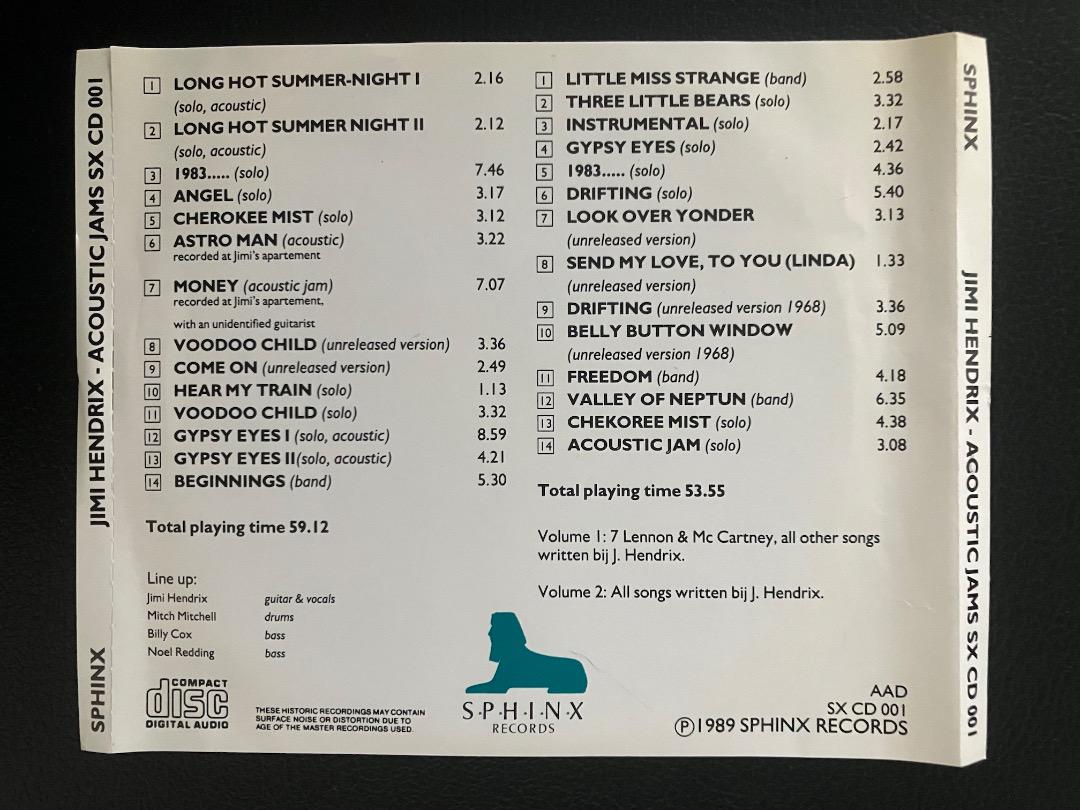 JIMI HENDRIX - ACOUSTIC JAMS SX CD 001
SPHINX
1 LONG HOT SUMMER-NIGHT I 2.16
(solo, acoustic)
2 LONG HOT SUMMER NIGHT II 2.12
(solo, acoustic)
3 1983..... (solo) 7.46
4 ANGEL (solo) 3.17
5 CHEROKEE MIST (solo) 3.12
6 ASTRO MAN (acoustic) 3.22
recorded at Jimi's apartement
7 MONEY (acoustic jam) 7.07
recorded at Jimi's apartement,
with an unidentified guitarist
8 VOODOO CHILD (unreleased version) 3.36
9 COME ON (unreleased version) 2.49
10 HEAR MY TRAIN (solo) 1.13
11 VOODOO CHILD (solo) 3.32
12 GYPSY EYES I (solo, acoustic) 8.59
13 GYPSY EYES II (solo, acoustic) 4.21
14 BEGINNINGS (band) 5.30
Total playing time 59.12
Line up:
Jimi Hendrix guitar & vocals
Mitch Mitchell drums
Billy Cox bass
Noel Redding bass
COMPACT
disc
DIGITAL AUDIO
THESE HISTORIC RECORDINGS MAY CONTAIN
SURFACE NOISE OR DISTORTION DUE TO
AGE OF THE MASTER RECORDINGS USED.
1 LITTLE MISS STRANGE (band) 2.58
2 THREE LITTLE BEARS (solo) 3.32
3 INSTRUMENTAL (solo) 2.17
4 GYPSY EYES (solo) 2.42
5 1983..... (solo) 4.36
6 DRIFTING (solo) 5.40
7 LOOK OVER YONDER 3.13
(unreleased version)
8 SEND MY LOVE, TO YOU (LINDA) 1.33
(unreleased version)
9 DRIFTING (unreleased version 1968) 3.36
10 BELLY BUTTON WINDOW 5.09
(unreleased version 1968)
11 FREEDOM (band) 4.18
12 VALLEY OF NEPTUN (band) 6.35
13 CHEKOREE MIST (solo) 4.38
14 ACOUSTIC JAM (solo) 3.08
Total playing time 53.55
Volume 1: 7 Lennon & Mc Cartney, all other songs
written bij J. Hendrix.
Volume 2: All songs written bij J. Hendrix.
S·P·H·I·N·X
RECORDS
AAD
SX CD 001
Ⓟ1989 SPHINX RECORDS
SPHINX
JIMI HENDRIX - ACOUSTIC JAMS SX CD 001